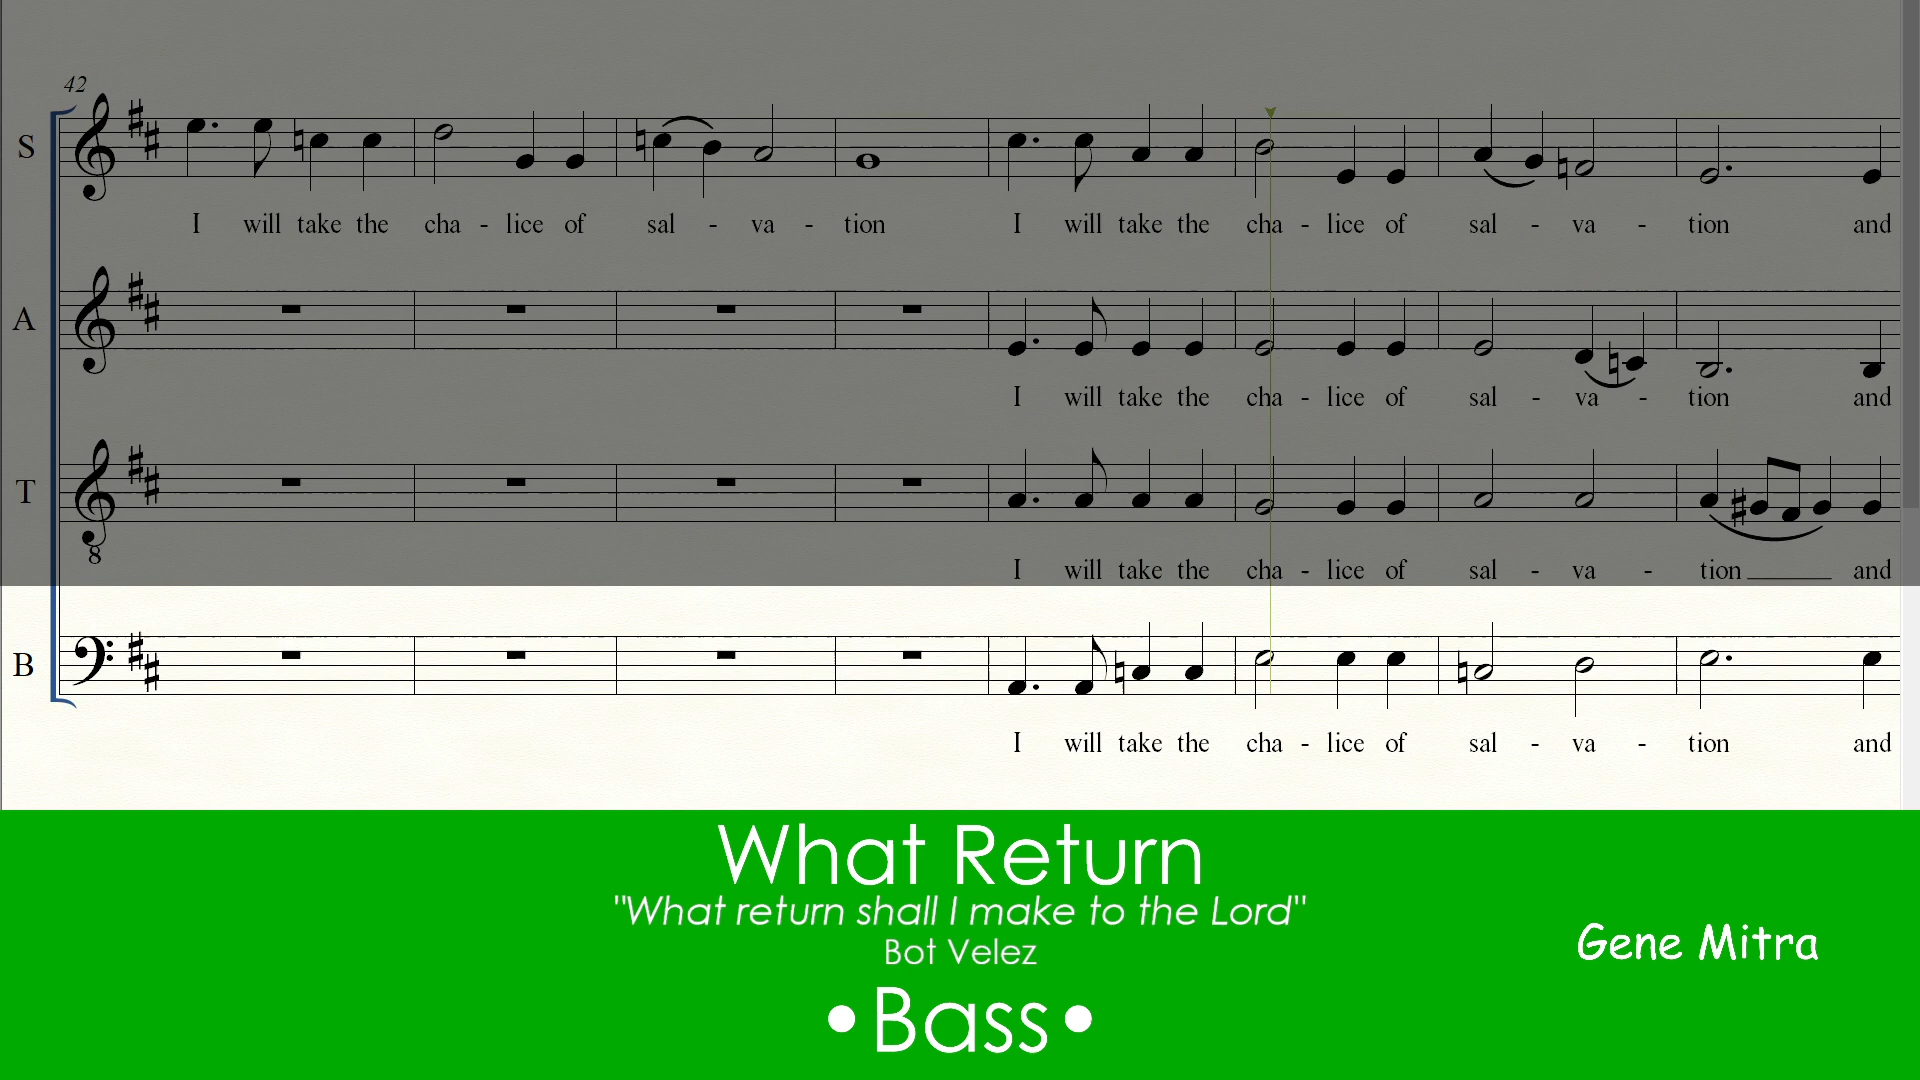 42
S
I will take the cha - lice of sal - va - tion I will take the cha - lice of sal - va - tion and
A
I will take the cha - lice of sal - va - tion and
T
8
I will take the cha - lice of sal - va - tion and
B
I will take the cha - lice of sal - va - tion and
What Return
"What return shall I make to the Lord"
Bot Velez
Gene Mitra
• Bass •